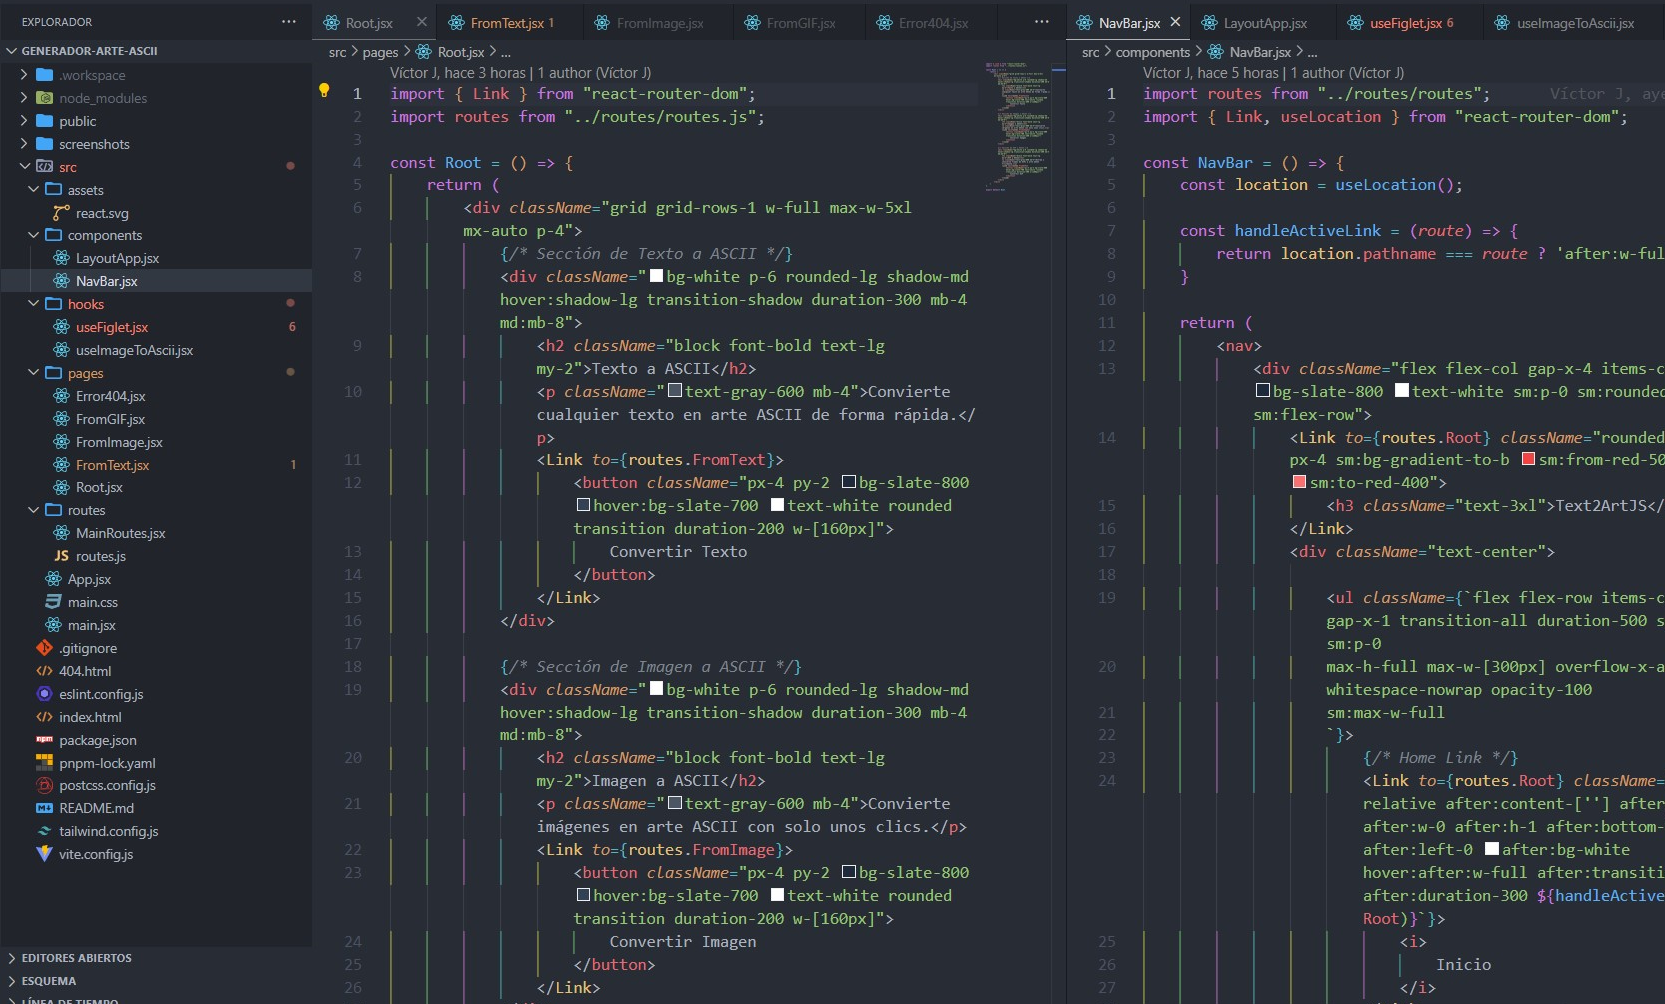 EXPLORADOR
GENERADOR-ARTE-ASCII
.workspace
node_modules
public
screenshots
src
assets
react.svg
components
LayoutApp.jsx
NavBar.jsx
hooks
useFiglet.jsx 6
useImageToAscii.jsx
pages
Error404.jsx
FromGIF.jsx
FromImage.jsx
FromText.jsx 1
Root.jsx
routes
MainRoutes.jsx
JS routes.js
App.jsx
main.css
main.jsx
.gitignore
404.html
eslint.config.js
index.html
package.json
pnpm-lock.yaml
postcss.config.js
README.md
tailwind.config.js
vite.config.js
EDITORES ABIERTOS
ESQUEMA
LÍNEA DE TIEMPO
Root.jsx FromText.jsx 1 FromImage.jsx FromGIF.jsx Error404.jsx
src > pages > Root.jsx > ...
Víctor J, hace 3 horas | 1 author (Víctor J)
1 import { Link } from "react-router-dom";
2 import routes from "../routes/routes.js";
3
4 const Root = () => {
5 return (
6 <div className="grid grid-rows-1 w-full max-w-5xl
mx-auto p-4">
7 {/* Sección de Texto a ASCII */}
8 <div className="bg-white p-6 rounded-lg shadow-md
hover:shadow-lg transition-shadow duration-300 mb-4
md:mb-8">
9 <h2 className="block font-bold text-lg
my-2">Texto a ASCII</h2>
10 <p className="text-gray-600 mb-4">Convierte
cualquier texto en arte ASCII de forma rápida.</
p>
11 <Link to={routes.FromText}>
12 <button className="px-4 py-2 bg-slate-800
hover:bg-slate-700 text-white rounded
transition duration-200 w-[160px]">
13 Convertir Texto
14 </button>
15 </Link>
16 </div>
17
18 {/* Sección de Imagen a ASCII */}
19 <div className="bg-white p-6 rounded-lg shadow-md
hover:shadow-lg transition-shadow duration-300 mb-4
md:mb-8">
20 <h2 className="block font-bold text-lg
my-2">Imagen a ASCII</h2>
21 <p className="text-gray-600 mb-4">Convierte
imágenes en arte ASCII con solo unos clics.</p>
22 <Link to={routes.FromImage}>
23 <button className="px-4 py-2 bg-slate-800
hover:bg-slate-700 text-white rounded
transition duration-200 w-[160px]">
24 Convertir Imagen
25 </button>
26 </Link>
NavBar.jsx LayoutApp.jsx useFiglet.jsx 6 useImageToAscii.jsx
src > components > NavBar.jsx > ...
Víctor J, hace 5 horas | 1 author (Víctor J)
1 import routes from "../routes/routes"; Víctor J, aye
2 import { Link, useLocation } from "react-router-dom";
3
4 const NavBar = () => {
5 const location = useLocation();
6
7 const handleActiveLink = (route) => {
8 return location.pathname === route ? 'after:w-ful
9 }
10
11 return (
12 <nav>
13 <div className="flex flex-col gap-x-4 items-c
bg-slate-800 text-white sm:p-0 sm:rounded
sm:flex-row">
14 <Link to={routes.Root} className="rounded
px-4 sm:bg-gradient-to-b sm:from-red-50
sm:to-red-400">
15 <h3 className="text-3xl">Text2ArtJS</
16 </Link>
17 <div className="text-center">
18
19 <ul className={`flex flex-row items-c
gap-x-1 transition-all duration-500 s
sm:p-0
20 max-h-full max-w-[300px] overflow-x-a
whitespace-nowrap opacity-100
21 sm:max-w-full
22 `}>
23 {/* Home Link */}
24 <Link to={routes.Root} className=
relative after:content-[''] after
after:w-0 after:h-1 after:bottom-
after:left-0 after:bg-white
hover:after:w-full after:transiti
after:duration-300 ${handleActive
Root)}`}>
25 <i>
26 Inicio
27 </i>